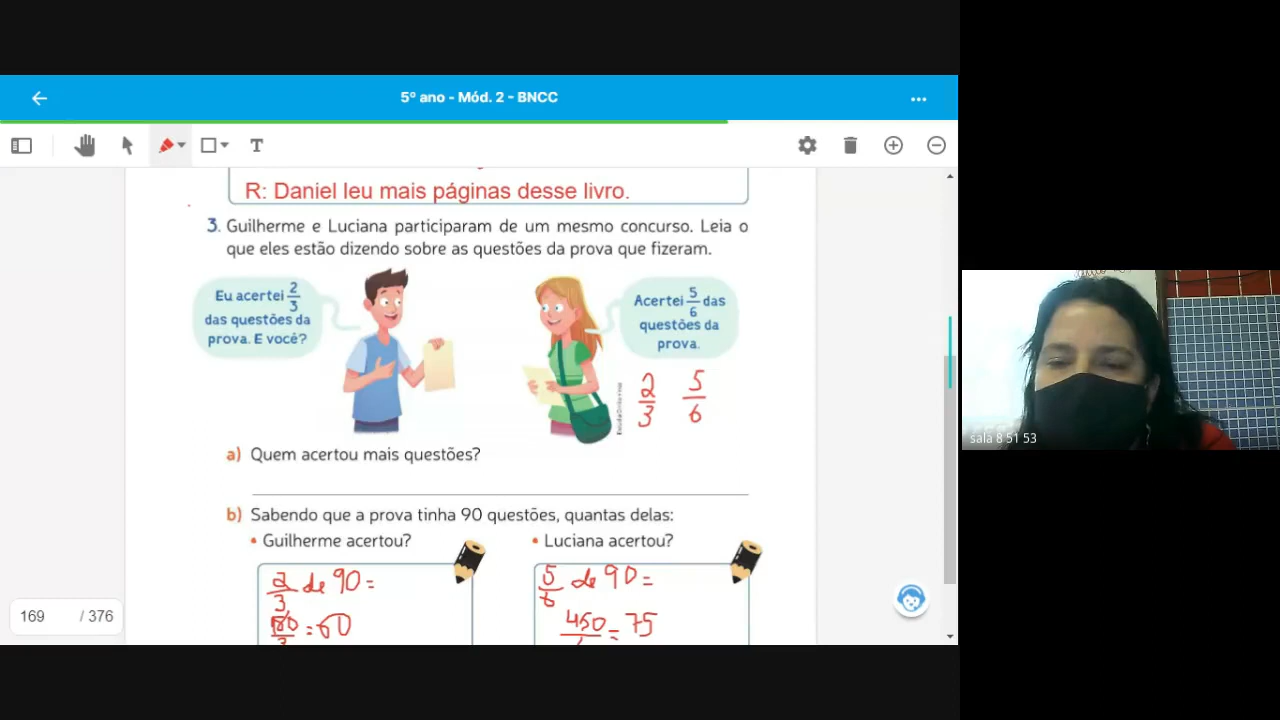 5º ano - Mód. 2 - BNCC
T
R: Daniel leu mais páginas desse livro.
3. Guilherme e Luciana participaram de um mesmo concurso. Leia o
que eles estão dizendo sobre as questões da prova que fizeram.
Eu acertei 2/3
das questões da
prova. E você?
Acertei 5/6 das
questões da
prova.
2/3 5/6
a) Quem acertou mais questões?
b) Sabendo que a prova tinha 90 questões, quantas delas:
• Guilherme acertou?
• Luciana acertou?
2/3 de 90 =
180/3 = 60
5/6 de 90 =
450/6 = 75
169 / 376
sala 8 51 53